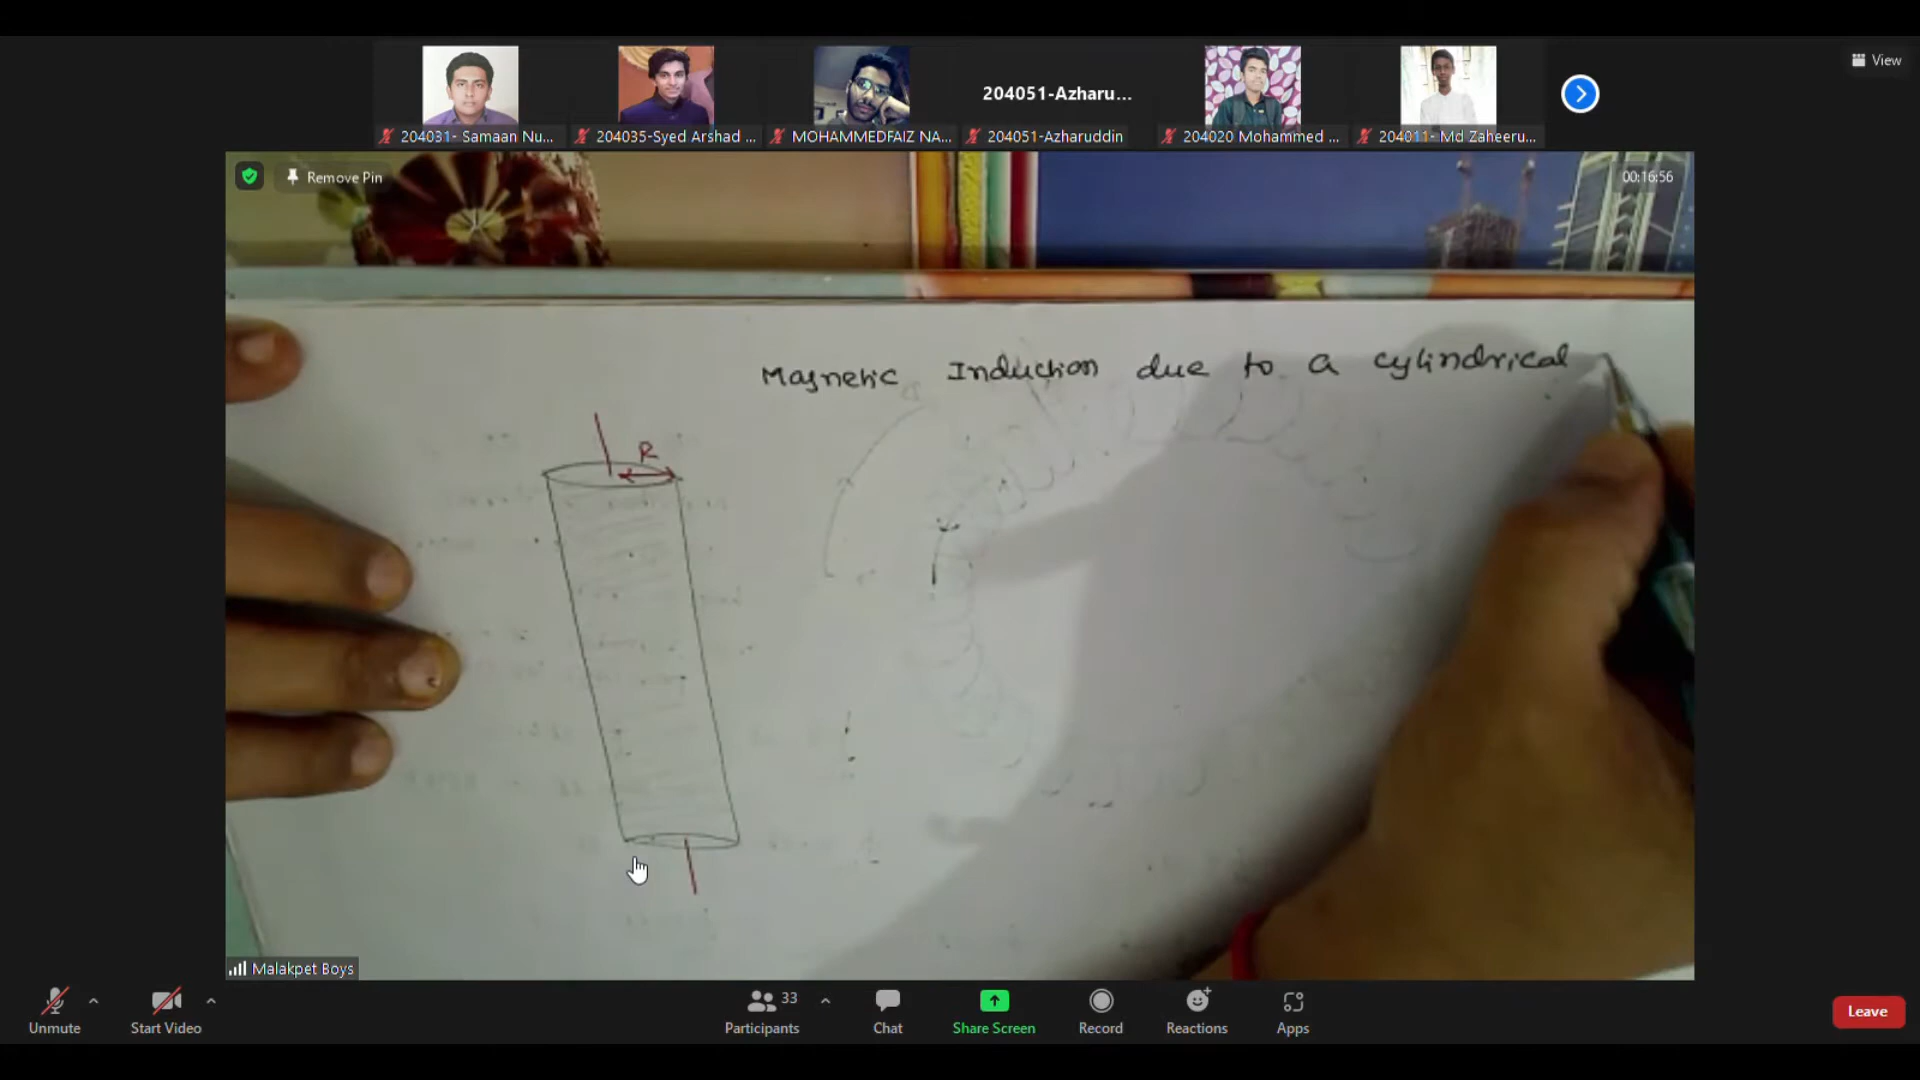 View
204051-Azharu...
204031- Samaan Nu...
204035-Syed Arshad ...
MOHAMMEDFAIZ NA...
204051-Azharuddin
204020 Mohammed ...
204011- Md Zaheeru...
Remove Pin
00:16:56
Magnetic Induction due to a cylindrical
R
Malakpet Boys
Unmute
Start Video
33
Participants
Chat
Share Screen
Record
Reactions
Apps
Leave